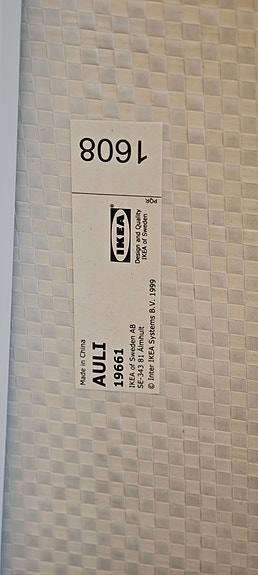 Made in China
AULI
19661
IKEA of Sweden AB
SE-343 81 Älmhult
© Inter IKEA Systems B.V. 1999
IKEA®
Design and Quality
IKEA of Sweden
PQR
1608